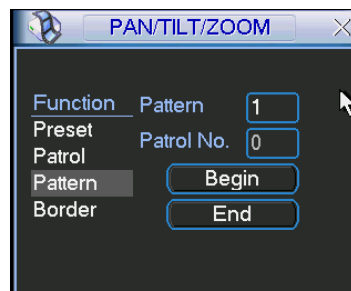 PAN/TILT/ZOOM
Function
Preset
Patrol
Pattern
Border
Pattern 1
Patrol No. 0
Begin
End